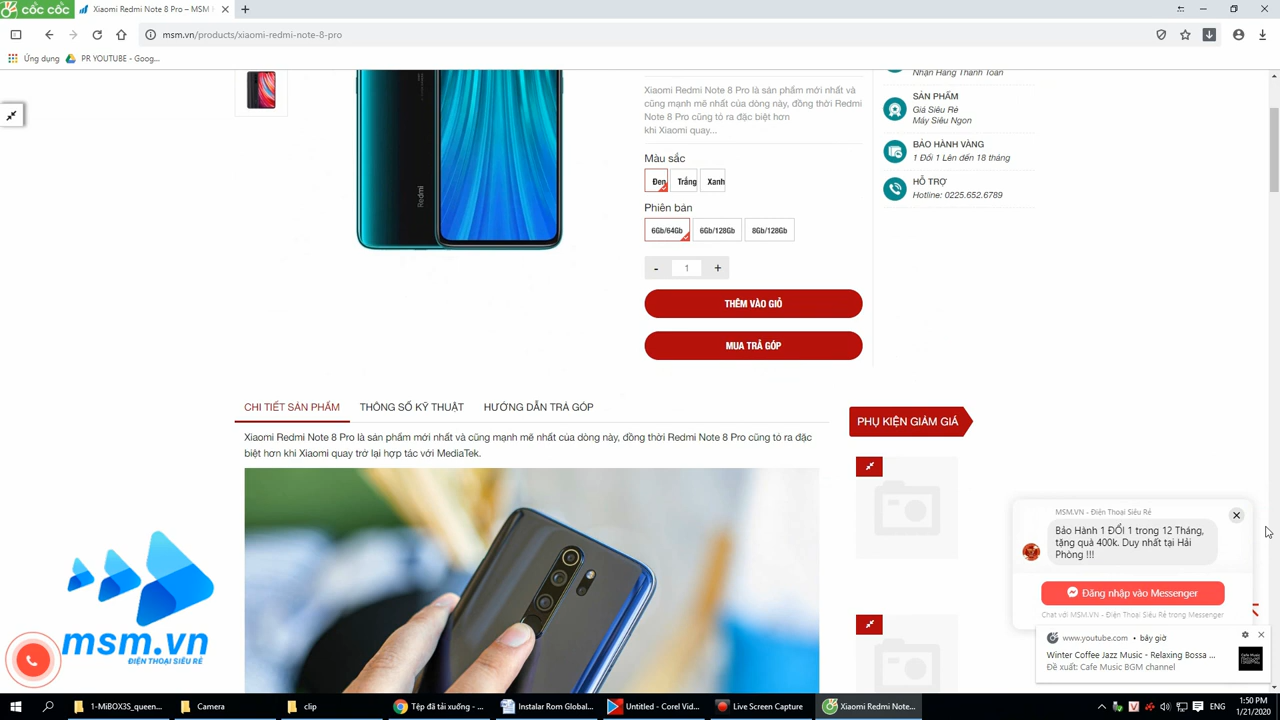 CỐC CỐC
Xiaomi Redmi Note 8 Pro – MSM
msm.vn/products/xiaomi-redmi-note-8-pro
Ứng dụng
PR YOUTUBE - Goog...
Nhận Hàng Thanh Toán
SẢN PHẨM
Giá Siêu Rẻ
Máy Siêu Ngon
BẢO HÀNH VÀNG
1 Đổi 1 Lên đến 18 tháng
HỖ TRỢ
Hotline: 0225.652.6789
Xiaomi Redmi Note 8 Pro là sản phẩm mới nhất và
cũng mạnh mẽ nhất của dòng này, đồng thời Redmi
Note 8 Pro cũng tỏ ra đặc biệt hơn
khi Xiaomi quay...
Màu sắc
Đen
Trắng
Xanh
Phiên bản
6Gb/64Gb
6Gb/128Gb
8Gb/128Gb
- 1 +
THÊM VÀO GIỎ
MUA TRẢ GÓP
Redmi
CHI TIẾT SẢN PHẨM
THÔNG SỐ KỸ THUẬT
HƯỚNG DẪN TRẢ GÓP
Xiaomi Redmi Note 8 Pro là sản phẩm mới nhất và cũng mạnh mẽ nhất của dòng này, đồng thời Redmi Note 8 Pro cũng tỏ ra đặc
biệt hơn khi Xiaomi quay trở lại hợp tác với MediaTek.
PHỤ KIỆN GIẢM GIÁ
MSM.VN - Điện Thoại Siêu Rẻ
Bảo Hành 1 ĐỔI 1 trong 12 Tháng,
tặng quà 400k. Duy nhất tại Hải
Phòng !!!
Đăng nhập vào Messenger
Chat với MSM.VN - Điện Thoại Siêu Rẻ trong Messenger
www.youtube.com • bây giờ
Winter Coffee Jazz Music - Relaxing Bossa ...
Đề xuất: Cafe Music BGM channel
msm.vn
ĐIỆN THOẠI SIÊU RẺ
1-MiBOX3S_queen...
Camera
clip
Tệp đã tải xuống - ...
Instalar Rom Global...
Untitled - Corel Vid...
Live Screen Capture
Xiaomi Redmi Note...
ENG
1:50 PM
1/21/2020